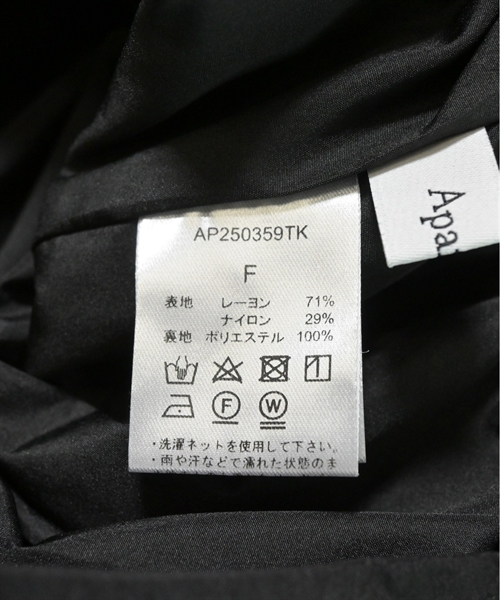 AP250359TK
F
表地 レーヨン 71%
ナイロン 29%
裏地 ポリエステル 100%
F W
・洗濯ネットを使用して下さい。
・雨や汗などで濡れた状態のま
Apa